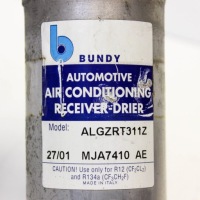 b
BUNDY
AUTOMOTIVE
AIR CONDITIONING
RECEIVER-DRIER
Model: ALGZRT311Z
27/01 MJA7410 AE
CAUTION! Use only for R12 (CF₂CL₂)
and R134a (CF₃CH₂F)
MADE IN ITALY